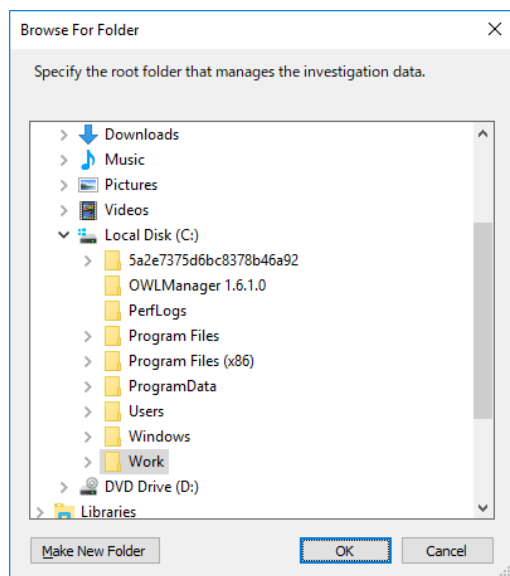 Browse For Folder
Specify the root folder that manages the investigation data.
Downloads
Music
Pictures
Videos
Local Disk (C:)
5a2e7375d6bc8378b46a92
OWLManager 1.6.1.0
PerfLogs
Program Files
Program Files (x86)
ProgramData
Users
Windows
Work
DVD Drive (D:)
Libraries
Make New Folder
OK
Cancel